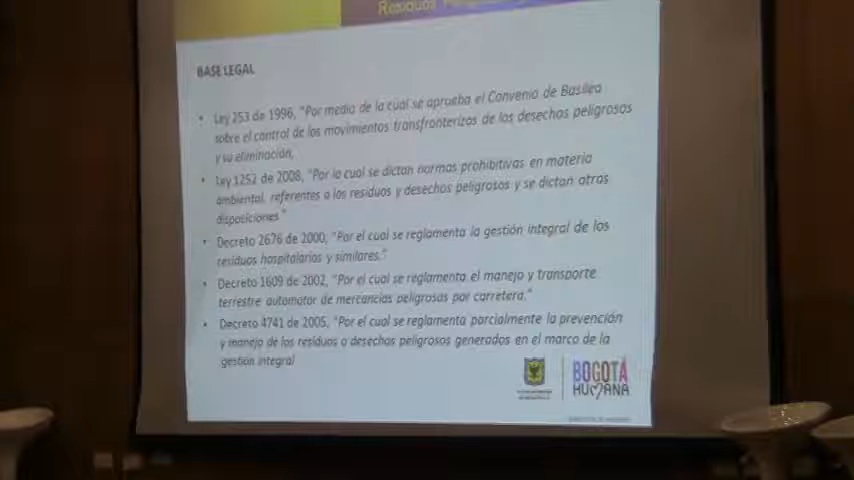 Residuos
BASE LEGAL
• Ley 253 de 1996, "Por medio de la cual se aprueba el Convenio de Basilea
sobre el control de los movimientos transfronterizos de los desechos peligrosos
y su eliminación,
• Ley 1252 de 2008, "Por la cual se dictan normas prohibitivas en materia
ambiental, referentes a los residuos y desechos peligrosos y se dictan otras
disposiciones"
• Decreto 2676 de 2000, "Por el cual se reglamenta la gestión integral de los
residuos hospitalarios y similares."
• Decreto 1609 de 2002, "Por el cual se reglamenta el manejo y transporte
terrestre automotor de mercancías peligrosas por carretera."
• Decreto 4741 de 2005, "Por el cual se reglamenta parcialmente la prevención
y manejo de los residuos o desechos peligrosos generados en el marco de la
gestión integral
BOGOTÁ
HUMANA